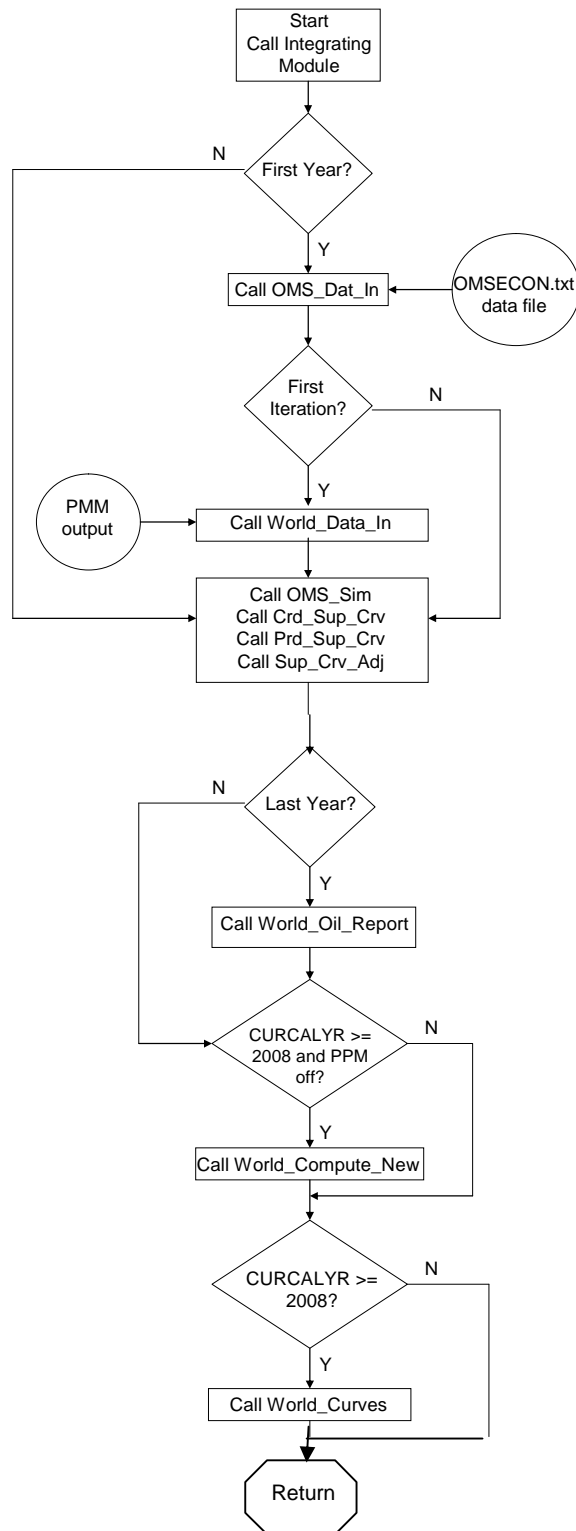 Start
Call Integrating
Module
N
First Year?
Y
Call OMS_Dat_In
OMSECON.txt
data file
First
Iteration?
N
Y
PMM
output
Call World_Data_In
Call OMS_Sim
Call Crd_Sup_Crv
Call Prd_Sup_Crv
Call Sup_Crv_Adj
N
Last Year?
Y
Call World_Oil_Report
CURCALYR >=
2008 and PPM
off?
N
Y
Call World_Compute_New
CURCALYR >=
2008?
N
Y
Call World_Curves
Return